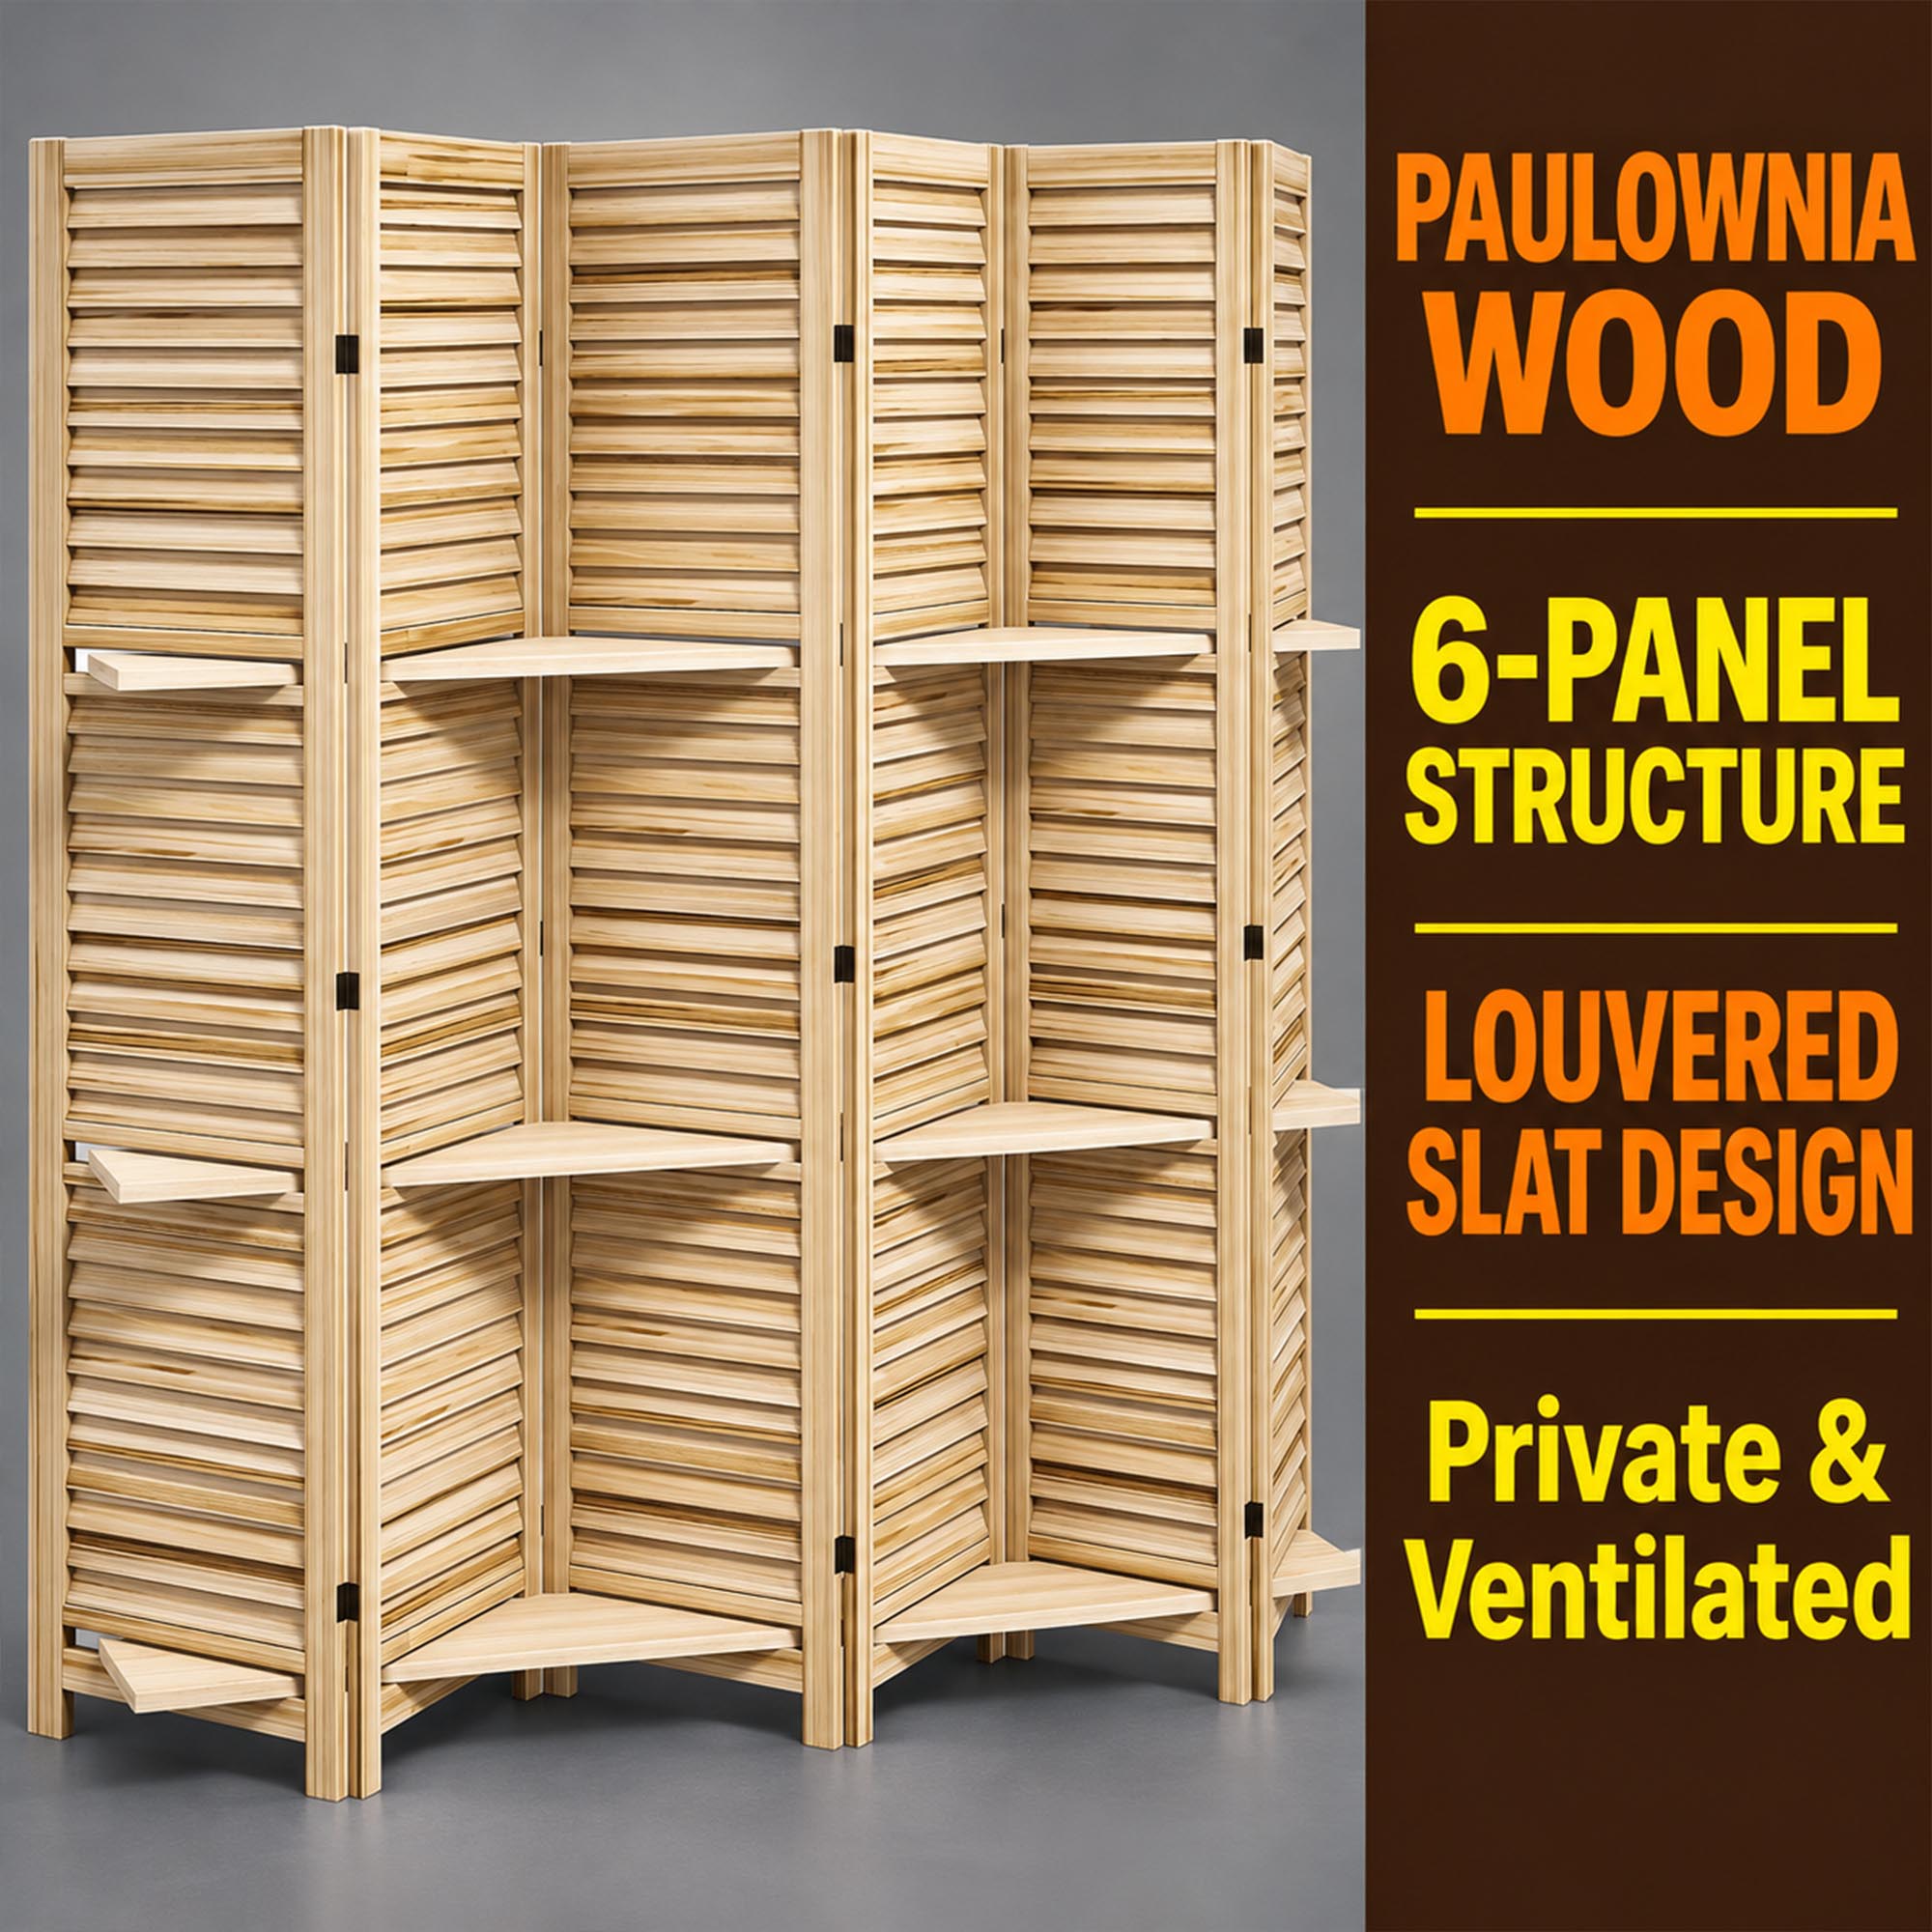 PAULOWNIA
WOOD
6-PANEL
STRUCTURE
LOUVERED
SLAT DESIGN
Private &
Ventilated